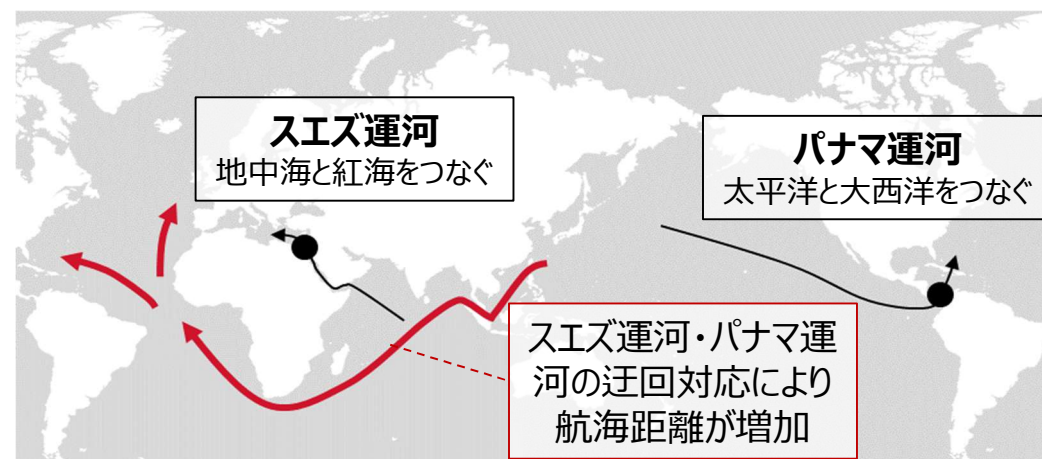 スエズ運河
地中海と紅海をつなぐ
パナマ運河
太平洋と大西洋をつなぐ
スエズ運河・パナマ運
河の迂回対応により
航海距離が増加